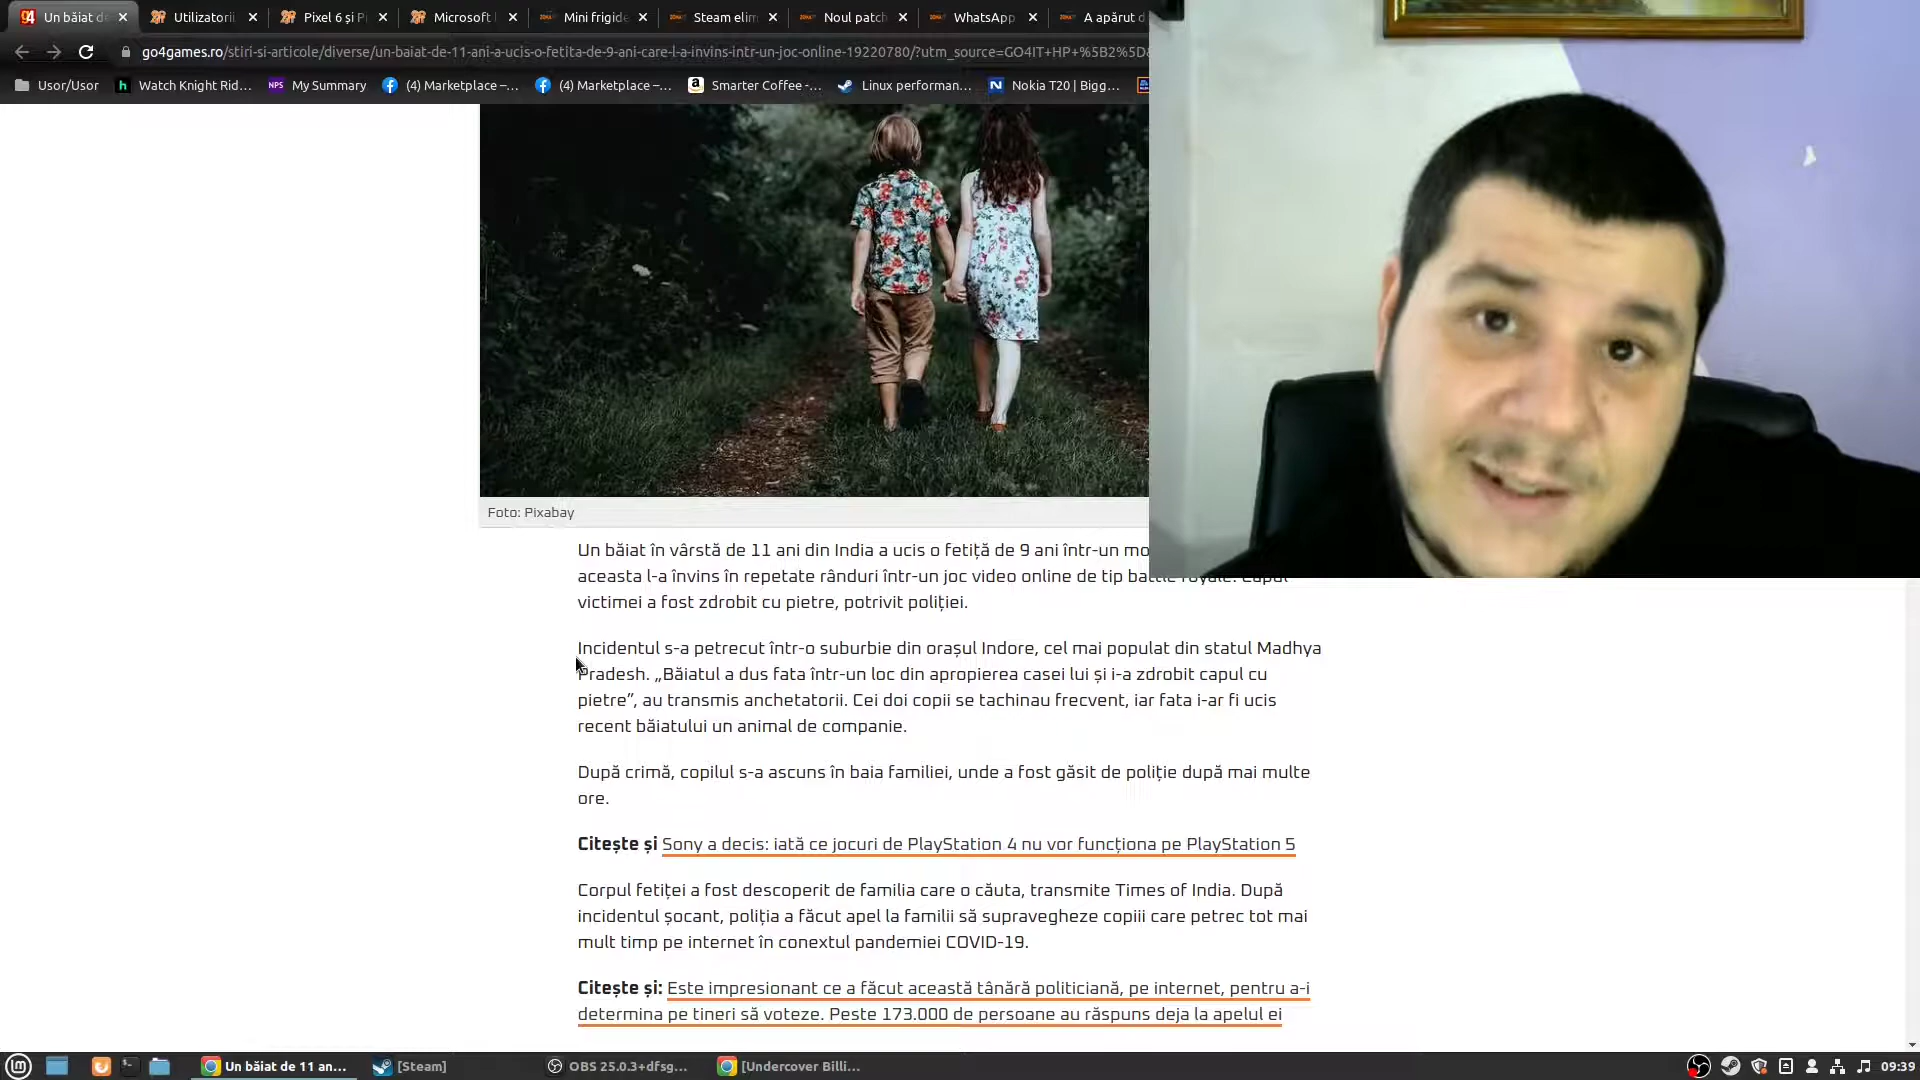 Un băiat de
Utilizatorii
Pixel 6 și P
Microsoft
Mini frigide
Steam elim
Noul patch
WhatsApp
A apărut d
go4games.ro/stiri-si-articole/diverse/un-baiat-de-11-ani-a-ucis-o-fetita-de-9-ani-care-l-a-invins-intr-un-joc-online-19220780/?utm_source=GO4IT+HP+%5B2%5D&
Usor/Usor
Watch Knight Rid...
NPS My Summary
(4) Marketplace –...
(4) Marketplace –...
Smarter Coffee -...
Linux performan...
Nokia T20 | Bigg...
Foto: Pixabay
Un băiat în vârstă de 11 ani din India a ucis o fetiță de 9 ani într-un mo
aceasta l-a învins în repetate rânduri într-un joc video online de tip battle royale. Capul
victimei a fost zdrobit cu pietre, potrivit poliției.
Incidentul s-a petrecut într-o suburbie din orașul Indore, cel mai populat din statul Madhya
Pradesh. „Băiatul a dus fata într-un loc din apropierea casei lui și i-a zdrobit capul cu
pietre”, au transmis anchetatorii. Cei doi copii se tachinau frecvent, iar fata i-ar fi ucis
recent băiatului un animal de companie.
După crimă, copilul s-a ascuns în baia familiei, unde a fost găsit de poliție după mai multe
ore.
Citește și Sony a decis: iată ce jocuri de PlayStation 4 nu vor funcționa pe PlayStation 5
Corpul fetiței a fost descoperit de familia care o căuta, transmite Times of India. După
incidentul șocant, poliția a făcut apel la familii să supravegheze copiii care petrec tot mai
mult timp pe internet în contextul pandemiei COVID-19.
Citește și: Este impresionant ce a făcut această tânără politiciană, pe internet, pentru a-i
determina pe tineri să voteze. Peste 173.000 de persoane au răspuns deja la apelul ei
Un băiat de 11 an...
[Steam]
OBS 25.0.3+dfsg...
[Undercover Billi...
09:39